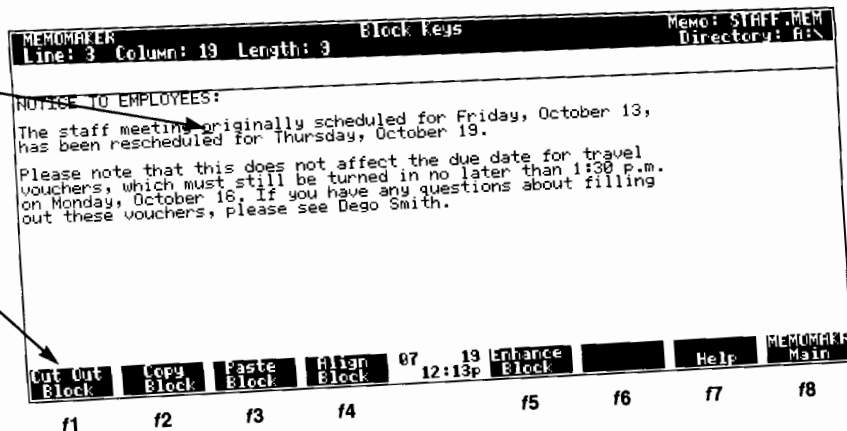 MEMOMAKER Block Keys Memo: STAFF.MEM
Line: 3 Column: 19 Length: 9 Directory: A:\
NOTICE TO EMPLOYEES:
The staff meeting originally scheduled for Friday, October 13,
has been rescheduled for Thursday, October 19.
Please note that this does not affect the due date for travel
vouchers, which must still be turned in no later than 1:30 p.m.
on Monday, October 16. If you have any questions about filling
out these vouchers, please see Dego Smith.
Cut Out Copy Paste Align 07 19 Enhance Help MEMOMAKR
Block Block Block Block 12:13p Block Main
f1 f2 f3 f4 f5 f6 f7 f8